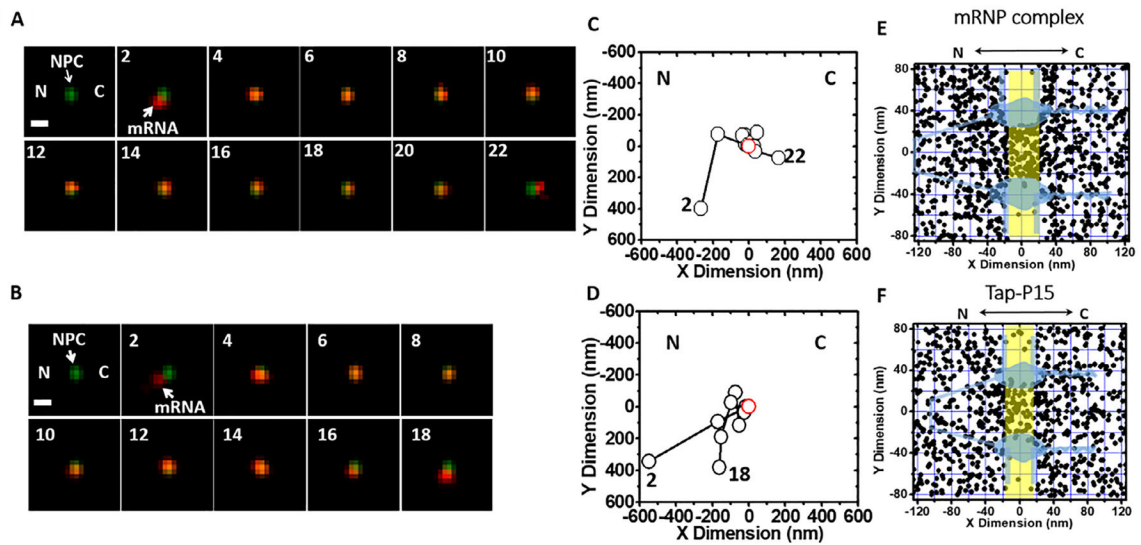 A
NPC
N
C
2
mRNA
4
6
8
10
12
14
16
18
20
22
B
NPC
N
C
2
mRNA
4
6
8
10
12
14
16
18
C
-600
-400
-200
0
200
400
600
Y Dimension (nm)
N
C
2
22
-600 -400 -200 0 200 400 600
X Dimension (nm)
D
-600
-400
-200
0
200
400
600
Y Dimension (nm)
N
C
2
18
-600 -400 -200 0 200 400 600
X Dimension (nm)
mRNP complex
E
N
C
80
40
0
-40
-80
Y Dimension (nm)
-120 -80 -40 0 40 80 120
X Dimension (nm)
Tap-P15
F
N
C
80
40
0
-40
-80
Y Dimension (nm)
-120 -80 -40 0 40 80 120
X Dimension (nm)